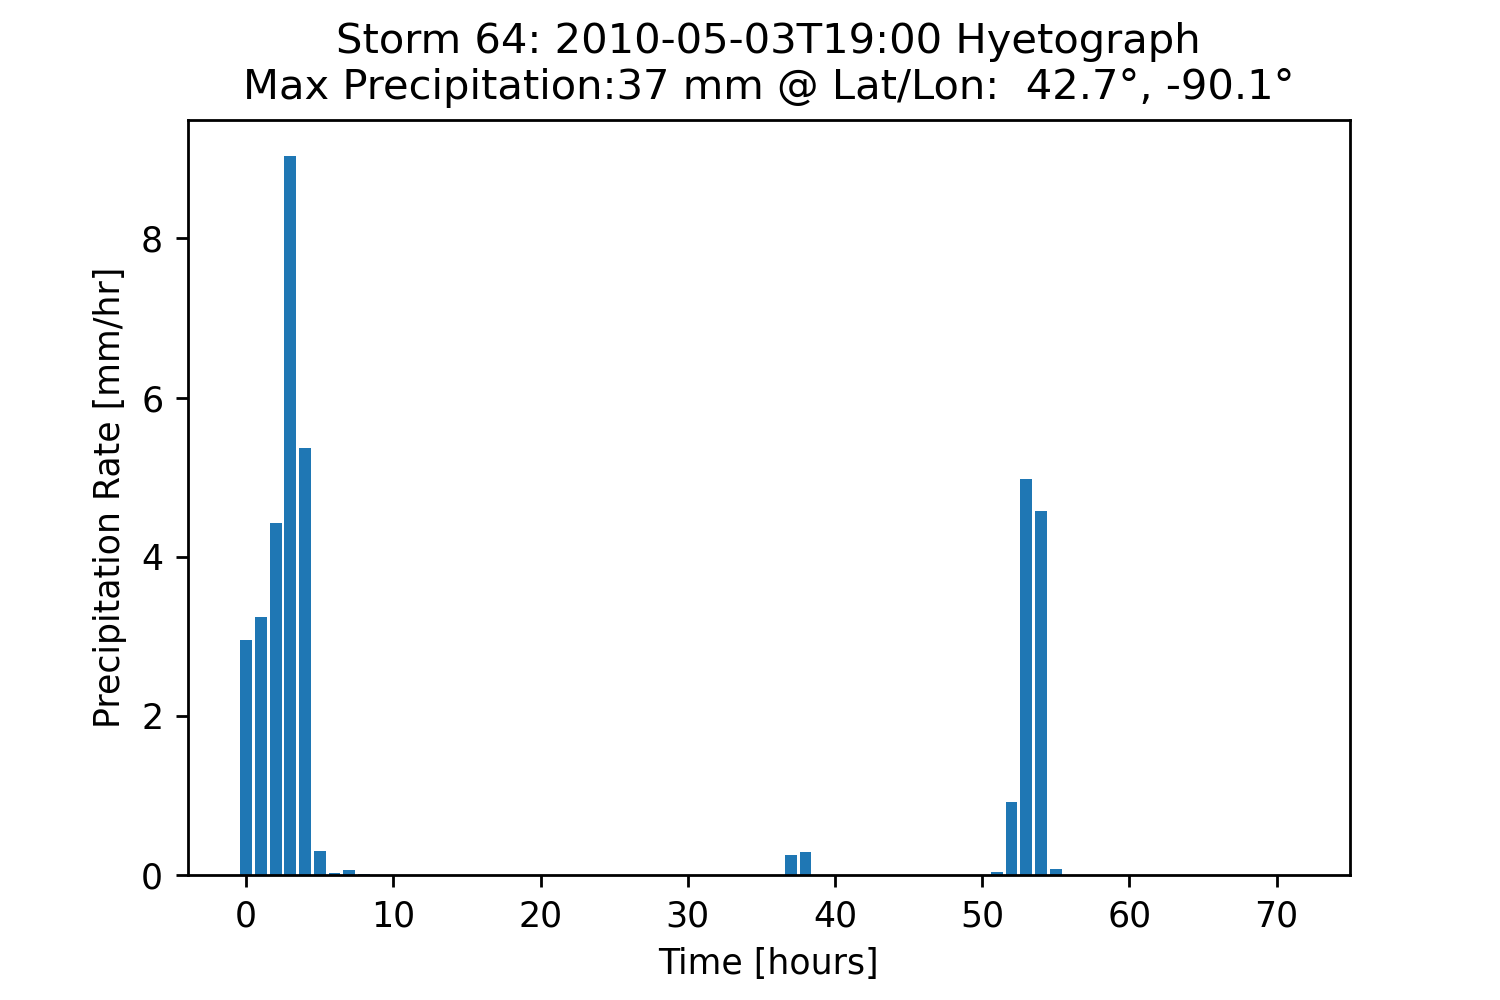 Storm 64: 2010-05-03T19:00 Hyetograph
Max Precipitation:37 mm @ Lat/Lon:  42.7°, -90.1°
Precipitation Rate [mm/hr]
8
6
4
2
0
0 10 20 30 40 50 60 70
Time [hours]